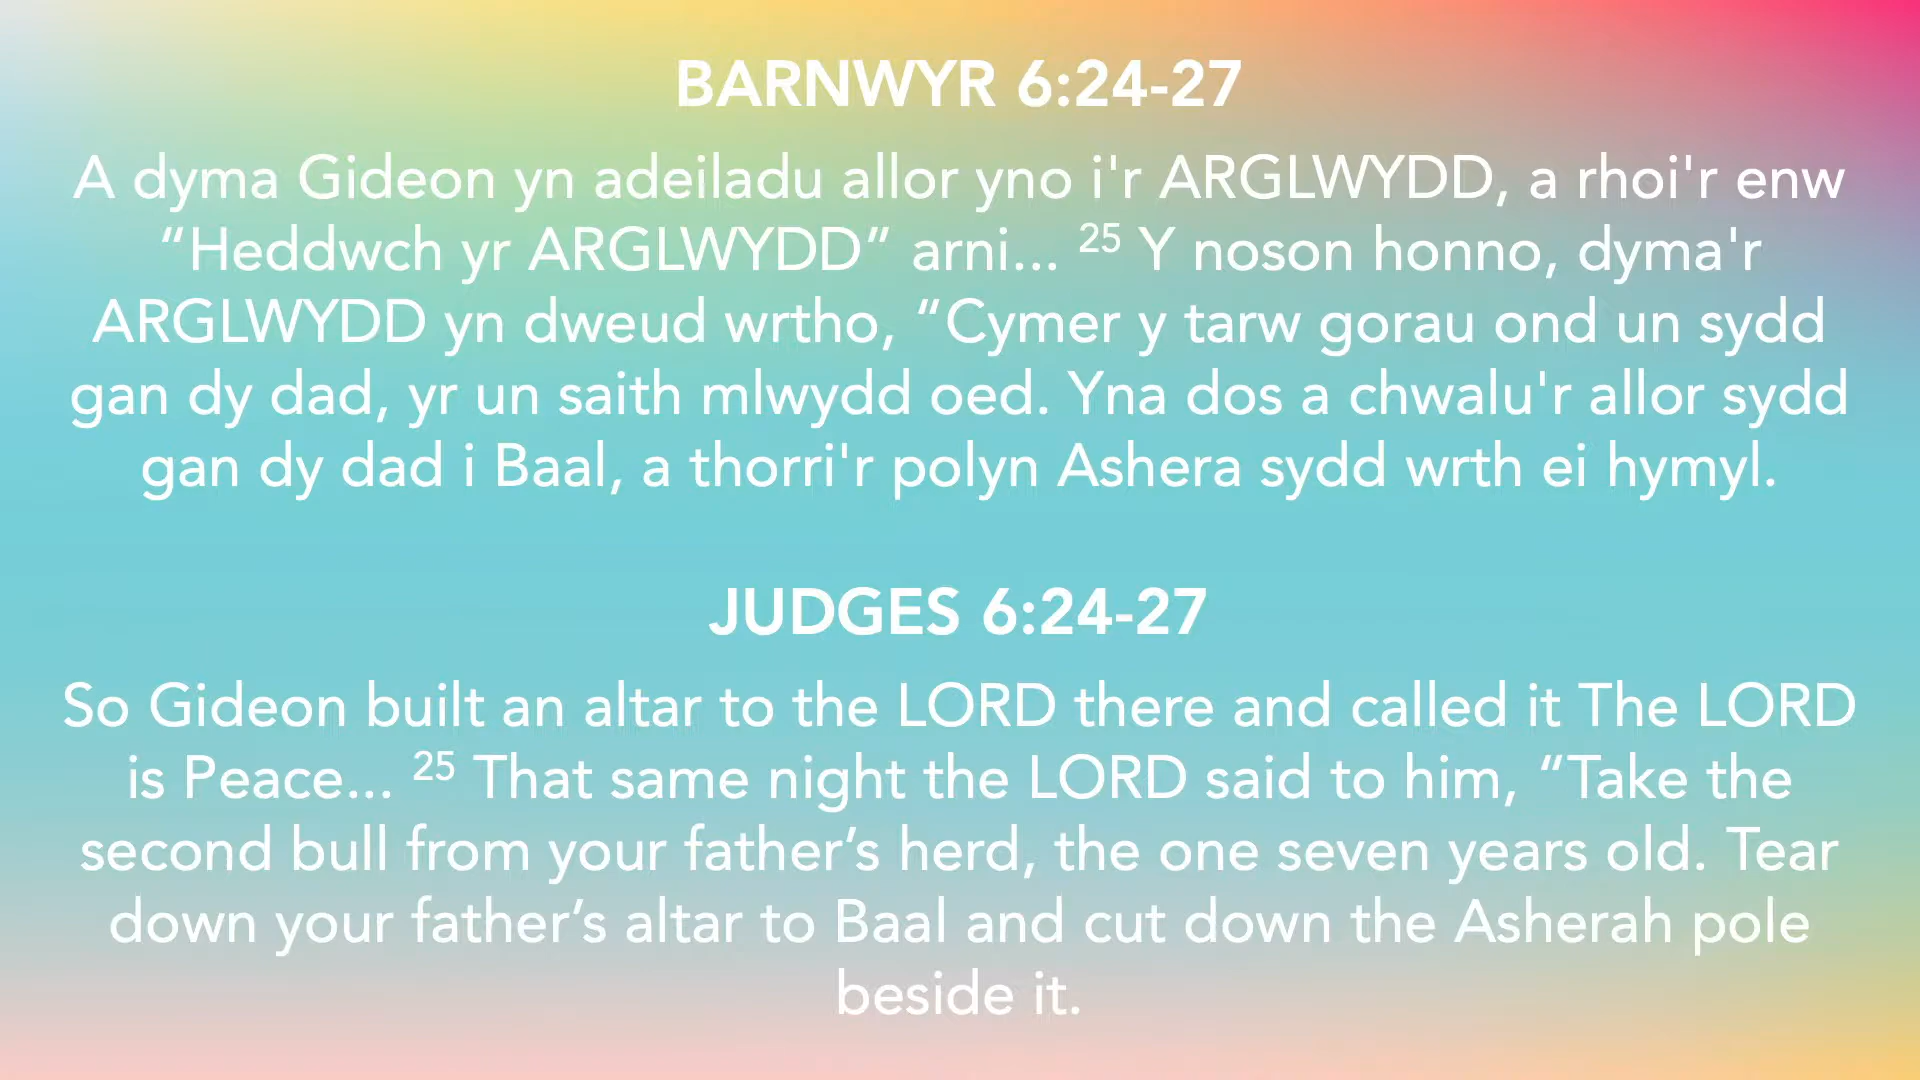 BARNWYR 6:24-27
A dyma Gideon yn adeiladu allor yno i'r ARGLWYDD, a rhoi'r enw
“Heddwch yr ARGLWYDD” arni... 25 Y noson honno, dyma'r
ARGLWYDD yn dweud wrtho, “Cymer y tarw gorau ond un sydd
gan dy dad, yr un saith mlwydd oed. Yna dos a chwalu'r allor sydd
gan dy dad i Baal, a thorri'r polyn Ashera sydd wrth ei hymyl.
JUDGES 6:24-27
So Gideon built an altar to the LORD there and called it The LORD
is Peace... 25 That same night the LORD said to him, “Take the
second bull from your father’s herd, the one seven years old. Tear
down your father’s altar to Baal and cut down the Asherah pole
beside it.